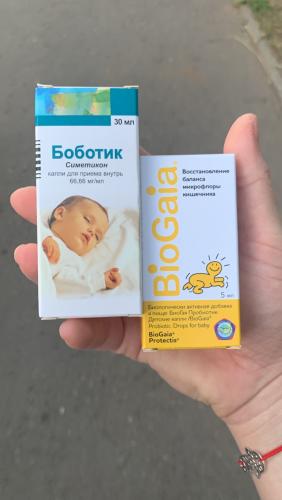 30 мл
Боботик
Симетикон
капли для приема внутрь
66,66 мг/мл
BioGaia®
Восстановление
баланса
микрофлоры
кишечника
5 мл
Биологически активная добавка
к пище БиоГая Пробиотик
Детские капли /BioGaia®
Probiotic Drops for baby
BioGaia®
Protectis®